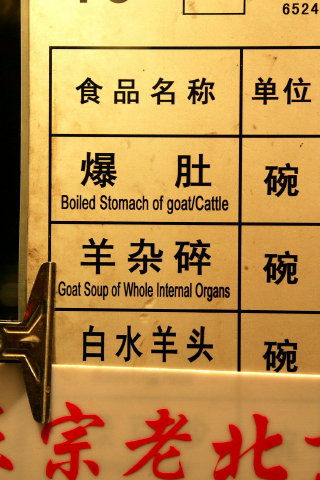 6524
食品名称 单位
爆 肚 碗
Boiled Stomach of goat/Cattle
羊杂碎 碗
Goat Soup of Whole Internal Organs
白水羊头 碗
宗老北